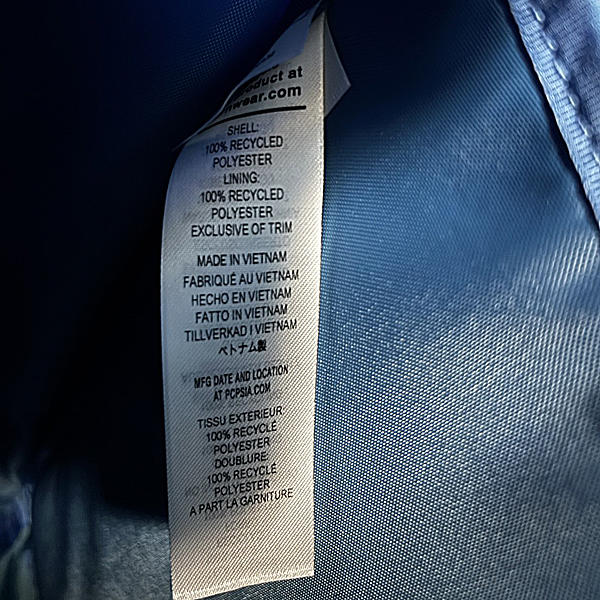 product at
nwear.com
SHELL:
100% RECYCLED
POLYESTER
LINING:
100% RECYCLED
POLYESTER
EXCLUSIVE OF TRIM
MADE IN VIETNAM
FABRIQUÉ AU VIETNAM
HECHO EN VIETNAM
FATTO IN VIETNAM
TILLVERKAD I VIETNAM
ベトナム製
MFG DATE AND LOCATION
AT PCPSIA.COM
TISSU EXTERIEUR:
100% RECYCLÉ
POLYESTER
DOUBLURE:
100% RECYCLÉ
POLYESTER
A PART LA GARNITURE